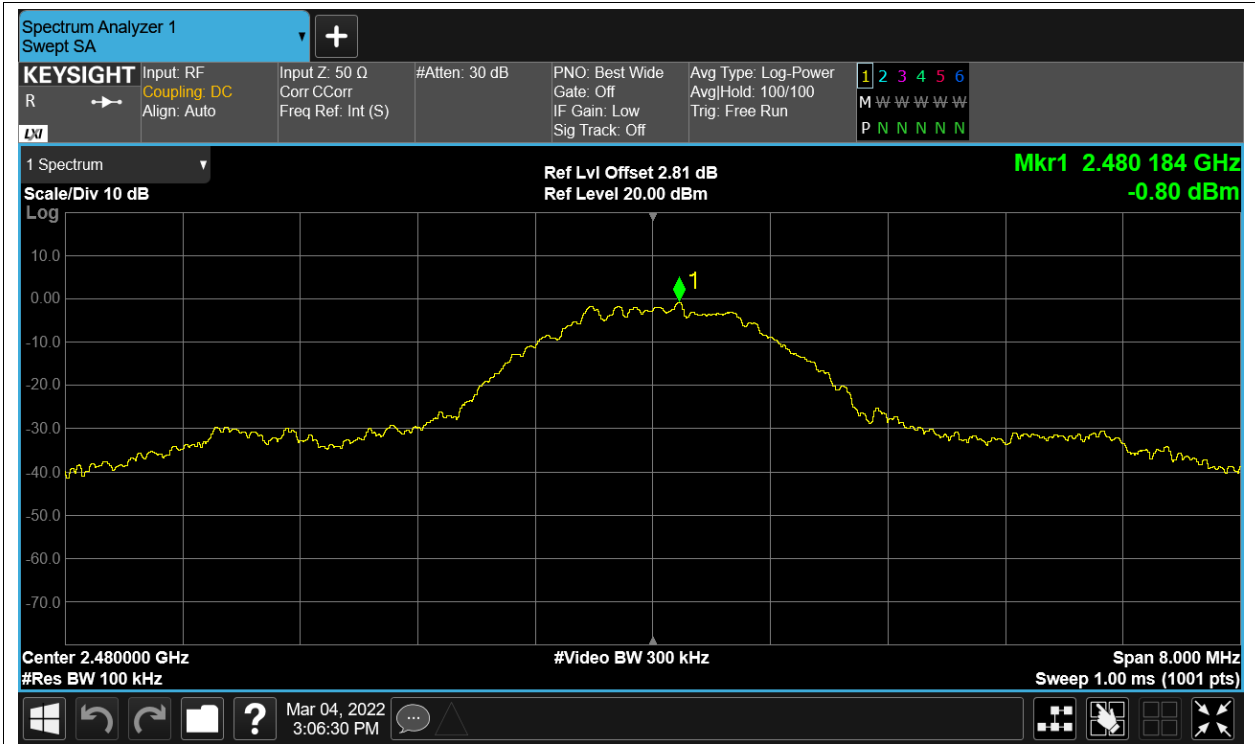 Spectrum Analyzer 1
Swept SA
KEYSIGHT
R
LXI
Input: RF
Coupling: DC
Align: Auto
Input Z: 50 Ω
Corr CCorr
Freq Ref: Int (S)
#Atten: 30 dB
PNO: Best Wide
Gate: Off
IF Gain: Low
Sig Track: Off
Avg Type: Log-Power
Avg|Hold: 100/100
Trig: Free Run
1 2 3 4 5 6
M W W W W W
P N N N N N
1 Spectrum
Scale/Div 10 dB
Log
Ref Lvl Offset 2.81 dB
Ref Level 20.00 dBm
Mkr1 2.480 184 GHz
-0.80 dBm
1
10.0
0.00
-10.0
-20.0
-30.0
-40.0
-50.0
-60.0
-70.0
Center 2.480000 GHz
#Res BW 100 kHz
#Video BW 300 kHz
Span 8.000 MHz
Sweep 1.00 ms (1001 pts)
?
Mar 04, 2022
3:06:30 PM